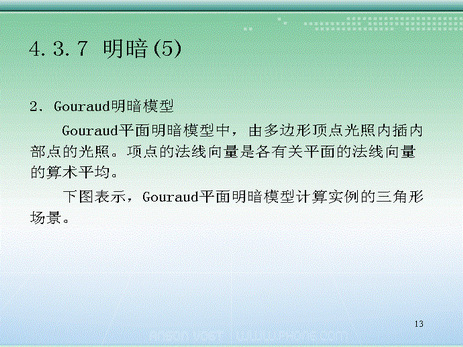 4.3.7 明暗(5)
2．Gouraud明暗模型
Gouraud平面明暗模型中，由多边形顶点光照内插内
部点的光照。项点的法线向量是各有关平面的法线向量
的算术平均。
下图表示，Gouraud平面明暗模型计算实例的三角形
场景。
13